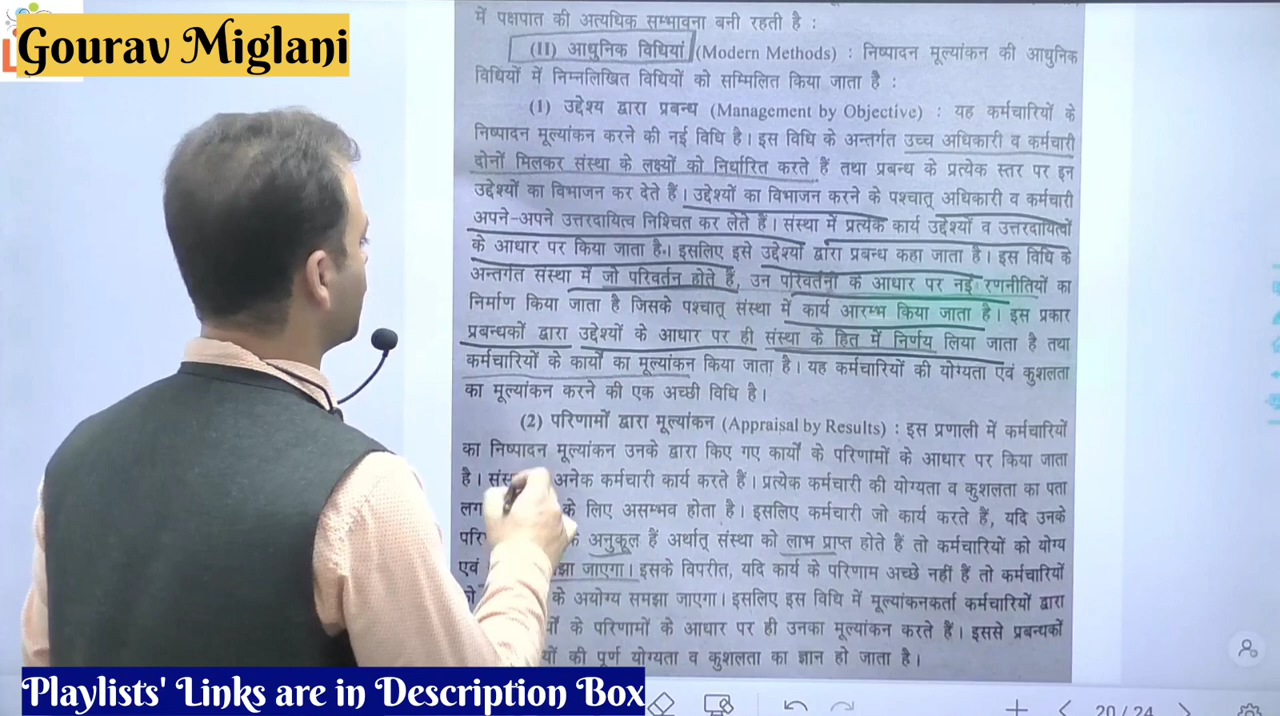 Gourav Miglani
में पक्षपात की अत्यधिक सम्भावना बनी रहती है :
(II) आधुनिक विधियां (Modern Methods) : निष्पादन मूल्यांकन की आधुनिक
विधियों में निम्नलिखित विधियों को सम्मिलित किया जाता है :
(1) उद्देश्य द्वारा प्रबन्ध (Management by Objective) : यह कर्मचारियों के
निष्पादन मूल्यांकन करने की नई विधि है। इस विधि के अन्तर्गत उच्च अधिकारी व कर्मचारी
दोनों मिलकर संस्था के लक्ष्यों को निर्धारित करते हैं तथा प्रबन्ध के प्रत्येक स्तर पर इन
उद्देश्यों का विभाजन कर देते हैं। उद्देश्यों का विभाजन करने के पश्चात् अधिकारी व कर्मचारी
अपने-अपने उत्तरदायित्व निश्चित कर लेते हैं। संस्था में प्रत्येक कार्य उद्देश्यों व उत्तरदायित्वों
के आधार पर किया जाता है। इसलिए इसे उद्देश्यों द्वारा प्रबन्ध कहा जाता है। इस विधि के
अन्तर्गत संस्था में जो परिवर्तन होते हैं, उन परिवर्तनों के आधार पर नई रणनीतियों का
निर्माण किया जाता है जिसके पश्चात् संस्था में कार्य आरम्भ किया जाता है। इस प्रकार
प्रबन्धकों द्वारा उद्देश्यों के आधार पर ही संस्था के हित में निर्णय लिया जाता है तथा
कर्मचारियों के कार्यों का मूल्यांकन किया जाता है। यह कर्मचारियों की योग्यता एवं कुशलता
का मूल्यांकन करने की एक अच्छी विधि है।
(2) परिणामों द्वारा मूल्यांकन (Appraisal by Results) : इस प्रणाली में कर्मचारियों
का निष्पादन मूल्यांकन उनके द्वारा किए गए कार्यों के परिणामों के आधार पर किया जाता
है। अनेक कर्मचारी कार्य करते हैं। प्रत्येक कर्मचारी की योग्यता व कुशलता का पता
के लिए असम्भव होता है। इसलिए कर्मचारी जो कार्य करते हैं, यदि उनके
अनुकूल हैं अर्थात् संस्था को लाभ प्राप्त होते हैं तो कर्मचारियों को योग्य
एवं जाएगा। इसके विपरीत, यदि कार्य के परिणाम अच्छे नहीं हैं तो कर्मचारियों
के अयोग्य समझा जाएगा। इसलिए इस विधि में मूल्यांकनकर्ता कर्मचारियों द्वारा
के परिणामों के आधार पर ही उनका मूल्यांकन करते हैं। इससे प्रबन्धकों
की पूर्ण योग्यता व कुशलता का ज्ञान हो जाता है।
Playlists' Links are in Description Box
20 / 24